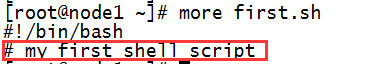 [root@node1 ~]# more first.sh
#!/bin/bash
# my first shell script